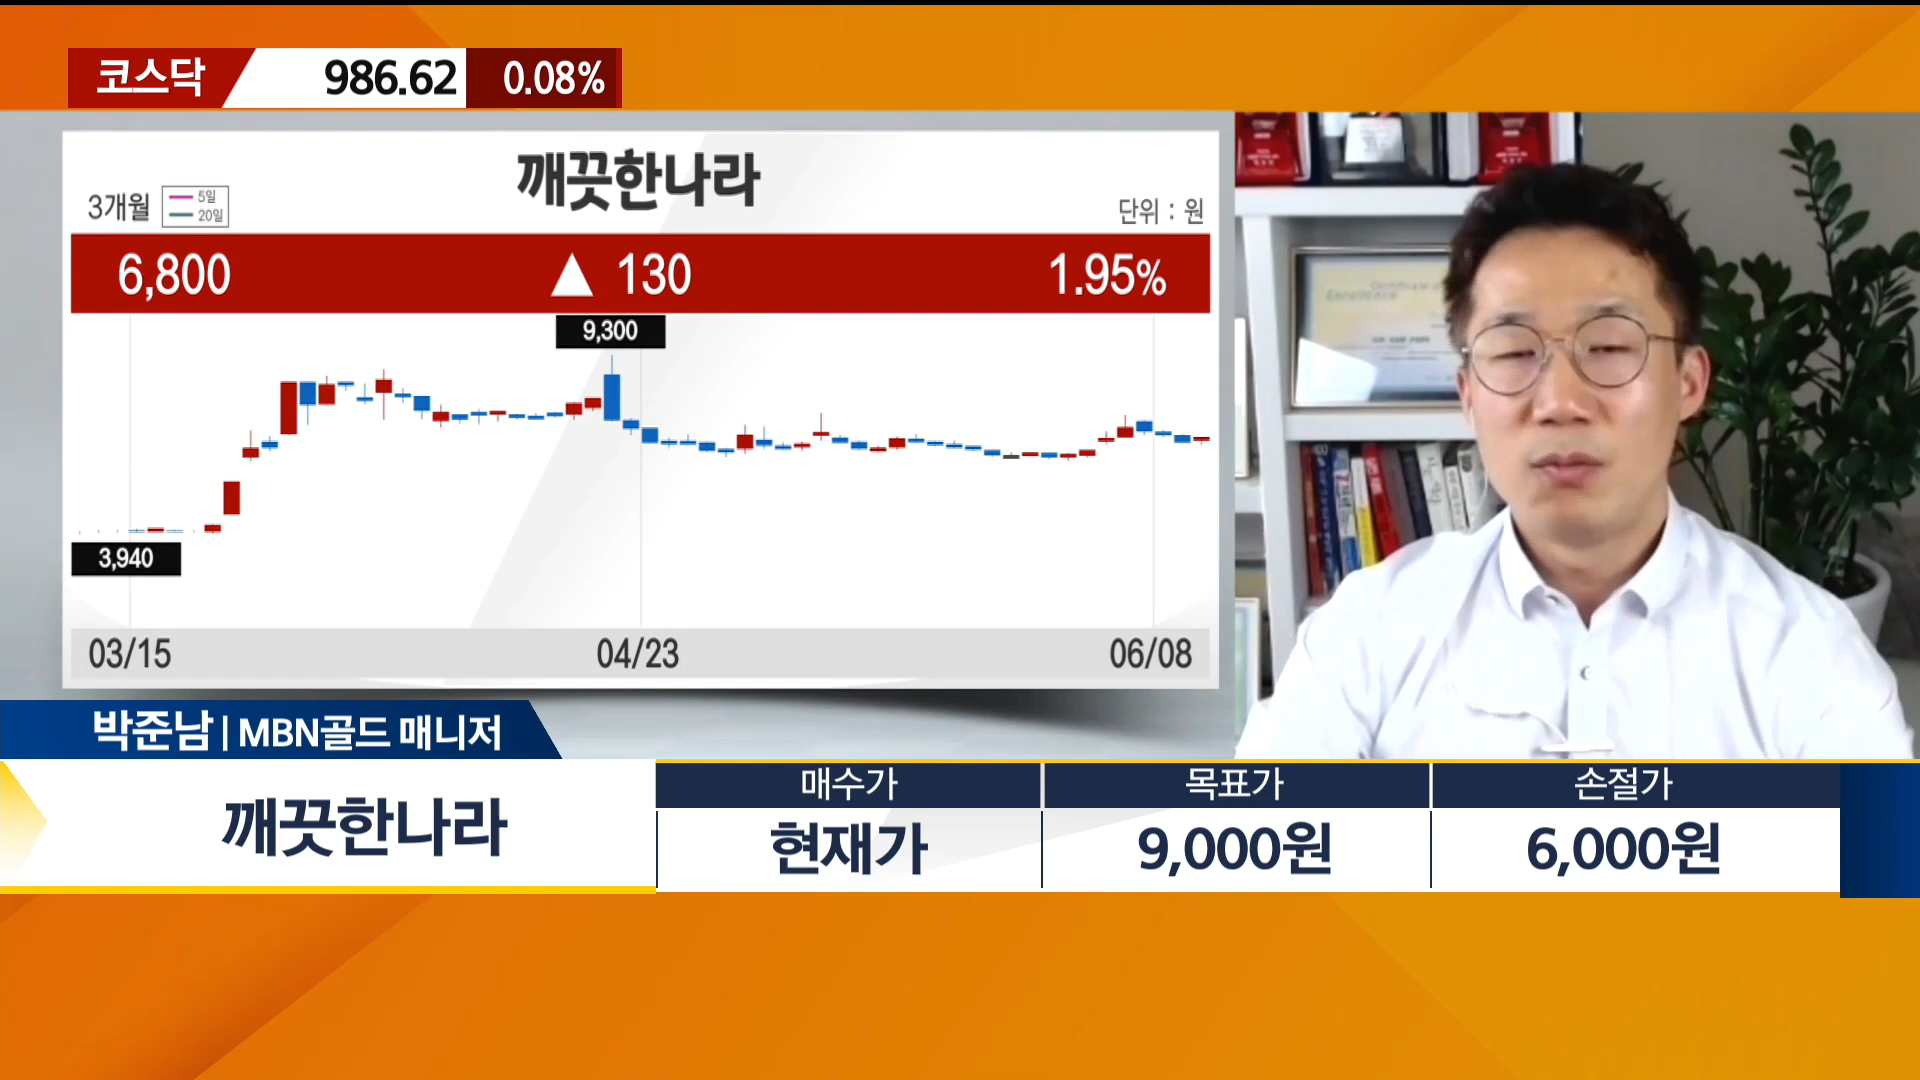 코스닥 986.62 0.08%
깨끗한나라
3개월
5일
20일
단위 : 원
6,800 ▲ 130 1.95%
9,300
3,940
03/15 04/23 06/08
박준남 | MBN골드 매니저
깨끗한나라
매수가 목표가 손절가
현재가 9,000원 6,000원